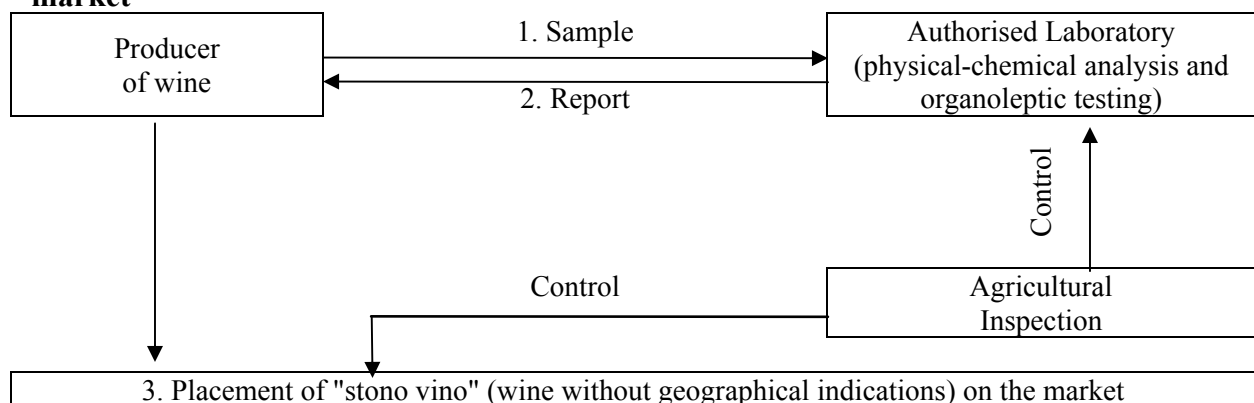 market
Producer
of wine
1. Sample
2. Report
Authorised Laboratory
(physical-chemical analysis and
organoleptic testing)
Control
Control
Agricultural
Inspection
3. Placement of "stono vino" (wine without geographical indications) on the market